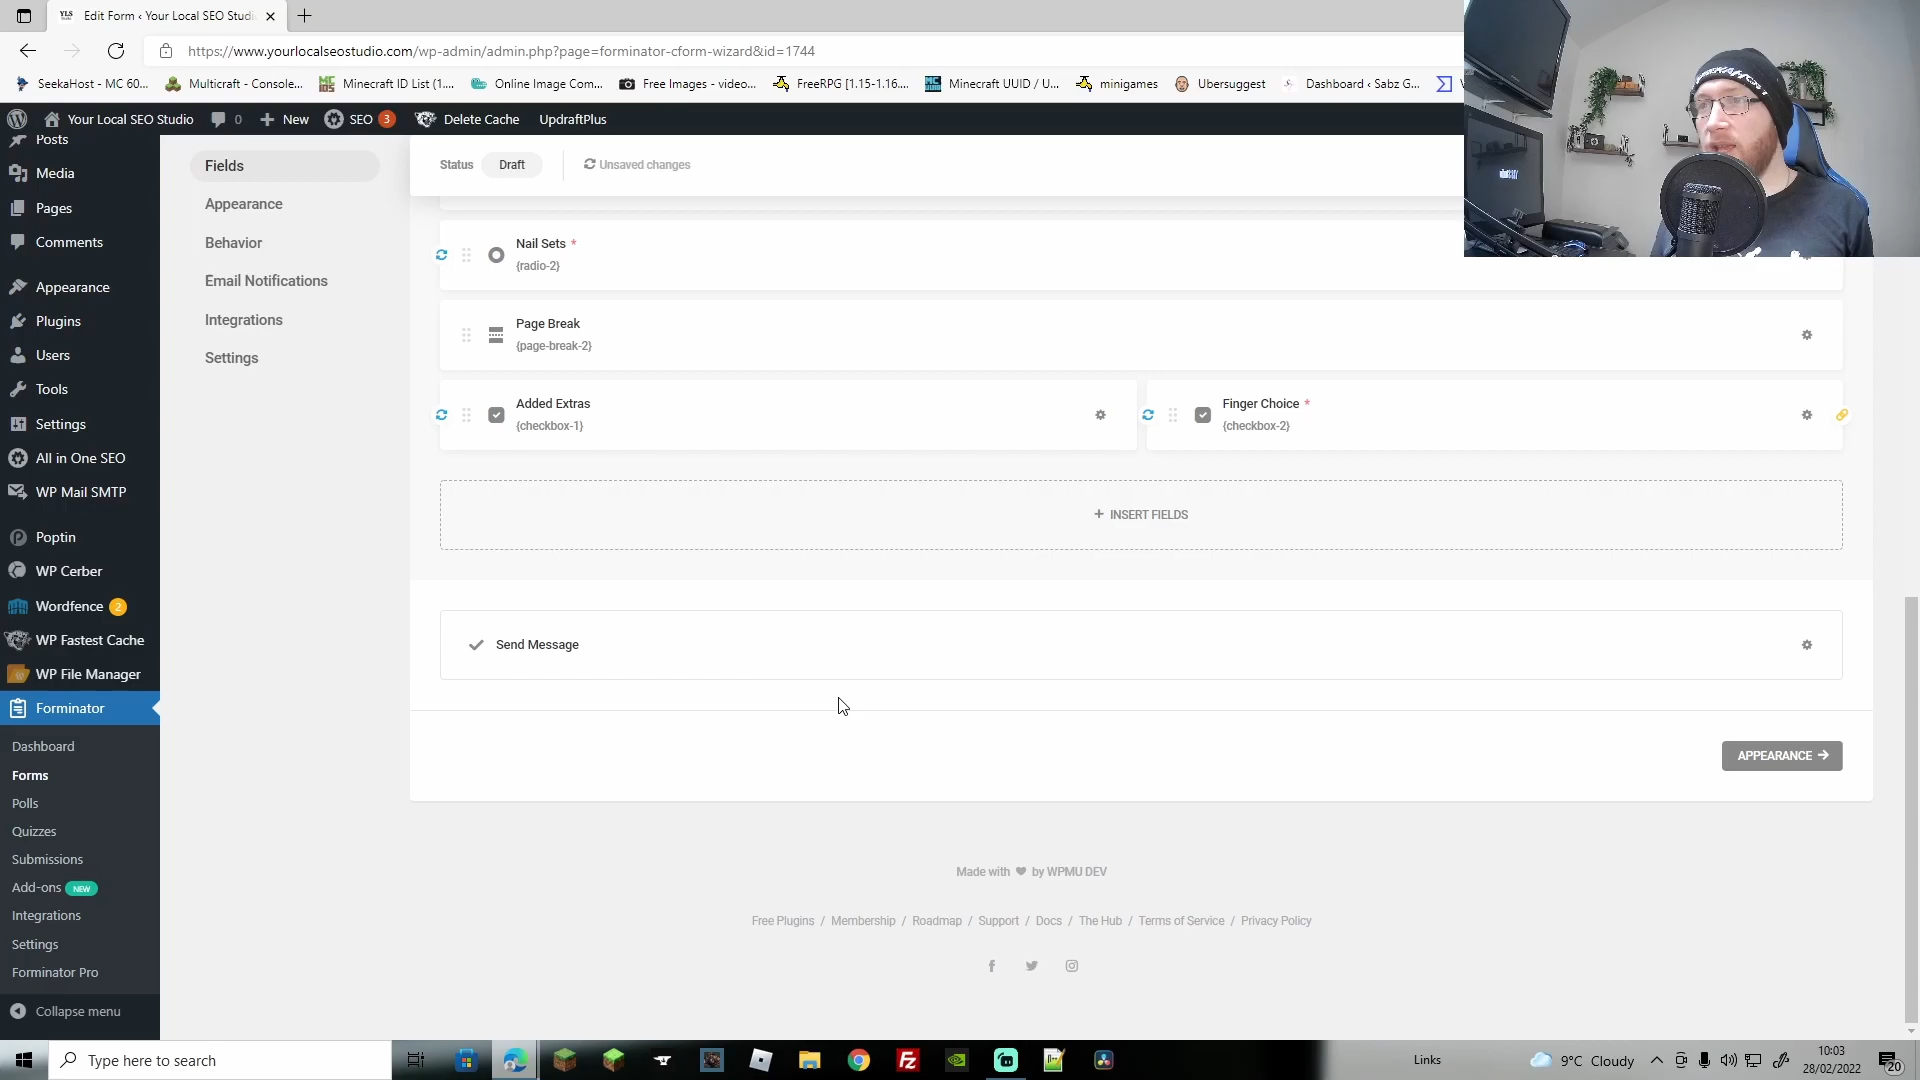 YLS
Edit Form ‹ Your Local SEO Studi
https://www.yourlocalseostudio.com/wp-admin/admin.php?page=forminator-cform-wizard&id=1744
SeekaHost - MC 60...
Multicraft - Console...
Minecraft ID List (1....
Online Image Com...
Free Images - video...
FreeRPG [1.15-1.16....
Minecraft UUID / U...
minigames
Ubersuggest
Dashboard ‹ Sabz G...
Your Local SEO Studio
0
New
SEO 3
Delete Cache
UpdraftPlus
Posts
Media
Pages
Comments
Appearance
Plugins
Users
Tools
Settings
All in One SEO
WP Mail SMTP
Poptin
WP Cerber
Wordfence 2
WP Fastest Cache
WP File Manager
Forminator
Dashboard
Forms
Polls
Quizzes
Submissions
Add-ons NEW
Integrations
Settings
Forminator Pro
Collapse menu
Fields
Appearance
Behavior
Email Notifications
Integrations
Settings
Status Draft
Unsaved changes
Nail Sets *
{radio-2}
Page Break
{page-break-2}
Added Extras
{checkbox-1}
Finger Choice *
{checkbox-2}
+ INSERT FIELDS
Send Message
APPEARANCE →
Made with ♥ by WPMU DEV
Free Plugins / Membership / Roadmap / Support / Docs / The Hub / Terms of Service / Privacy Policy
Type here to search
Links
9°C Cloudy
10:03
28/02/2022
20